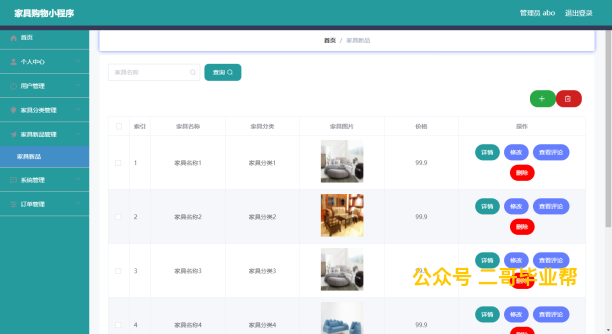 家具购物小程序
管理员 abo 退出登录
首页
个人中心
用户管理
家具分类管理
家具新品管理
家具新品
系统管理
订单管理
首页 / 家具新品
家具名称 查询
+
索引 家具名称 家具分类 家具图片 价格 操作
1 家具名称1 家具分类1 99.9 详情 修改 查看评论
删除
2 家具名称2 家具分类2 99.9 详情 修改 查看评论
删除
3 家具名称3 家具分类3 99.9 详情 修改 查看评论
删除
公众号 二哥毕业帮
4 家具名称4 家具分类4 99.9 详情 修改 查看评论
删除